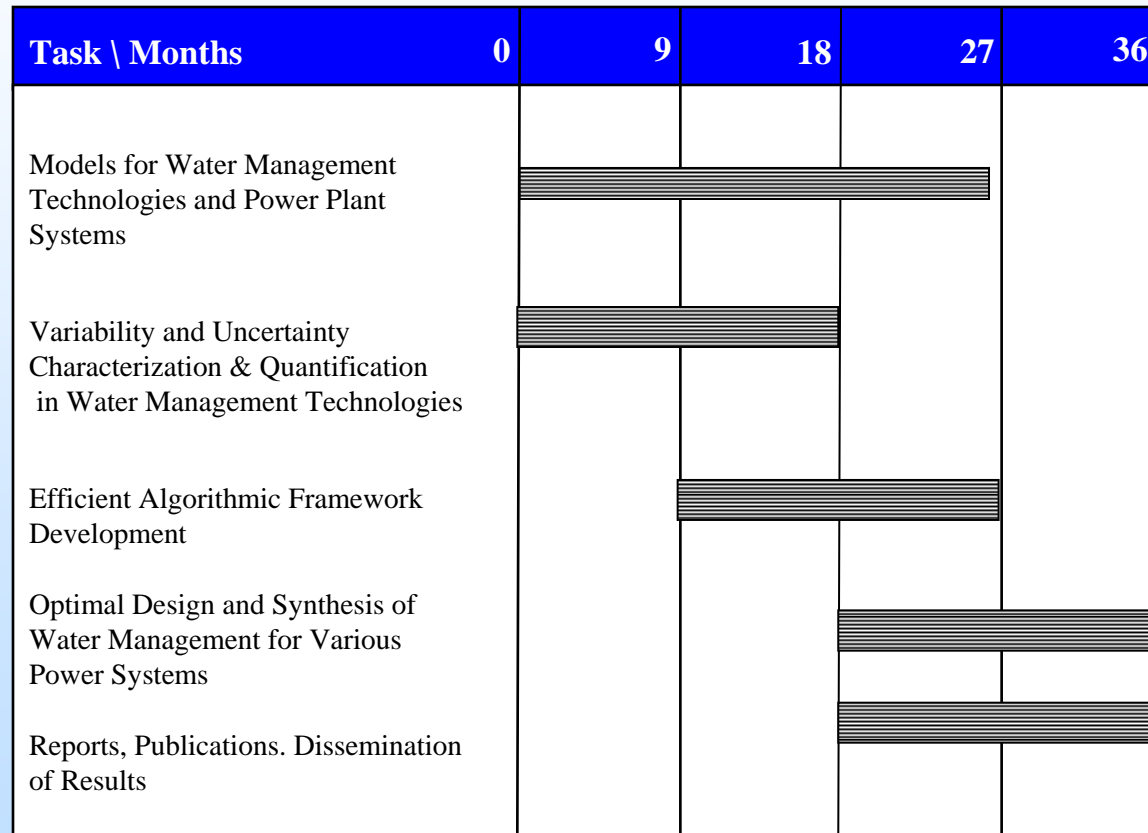 Task \ Months 0 9 18 27 36
Models for Water Management
Technologies and Power Plant
Systems
Variability and Uncertainty
Characterization & Quantification
in Water Management Technologies
Efficient Algorithmic Framework
Development
Optimal Design and Synthesis of
Water Management for Various
Power Systems
Reports, Publications. Dissemination
of Results